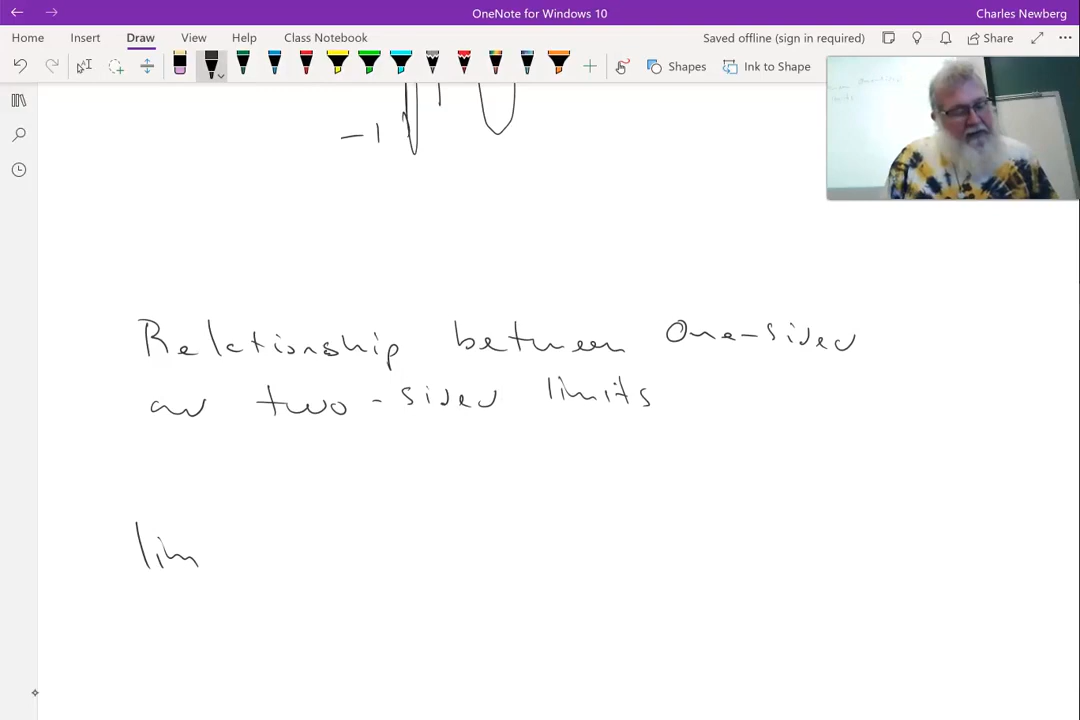 OneNote for Windows 10
Charles Newberg
Home Insert Draw View Help Class Notebook
Saved offline (sign in required)
Share
Shapes
Ink to Shape
-1
Relationship between One-sided
and two-sided limits
lim